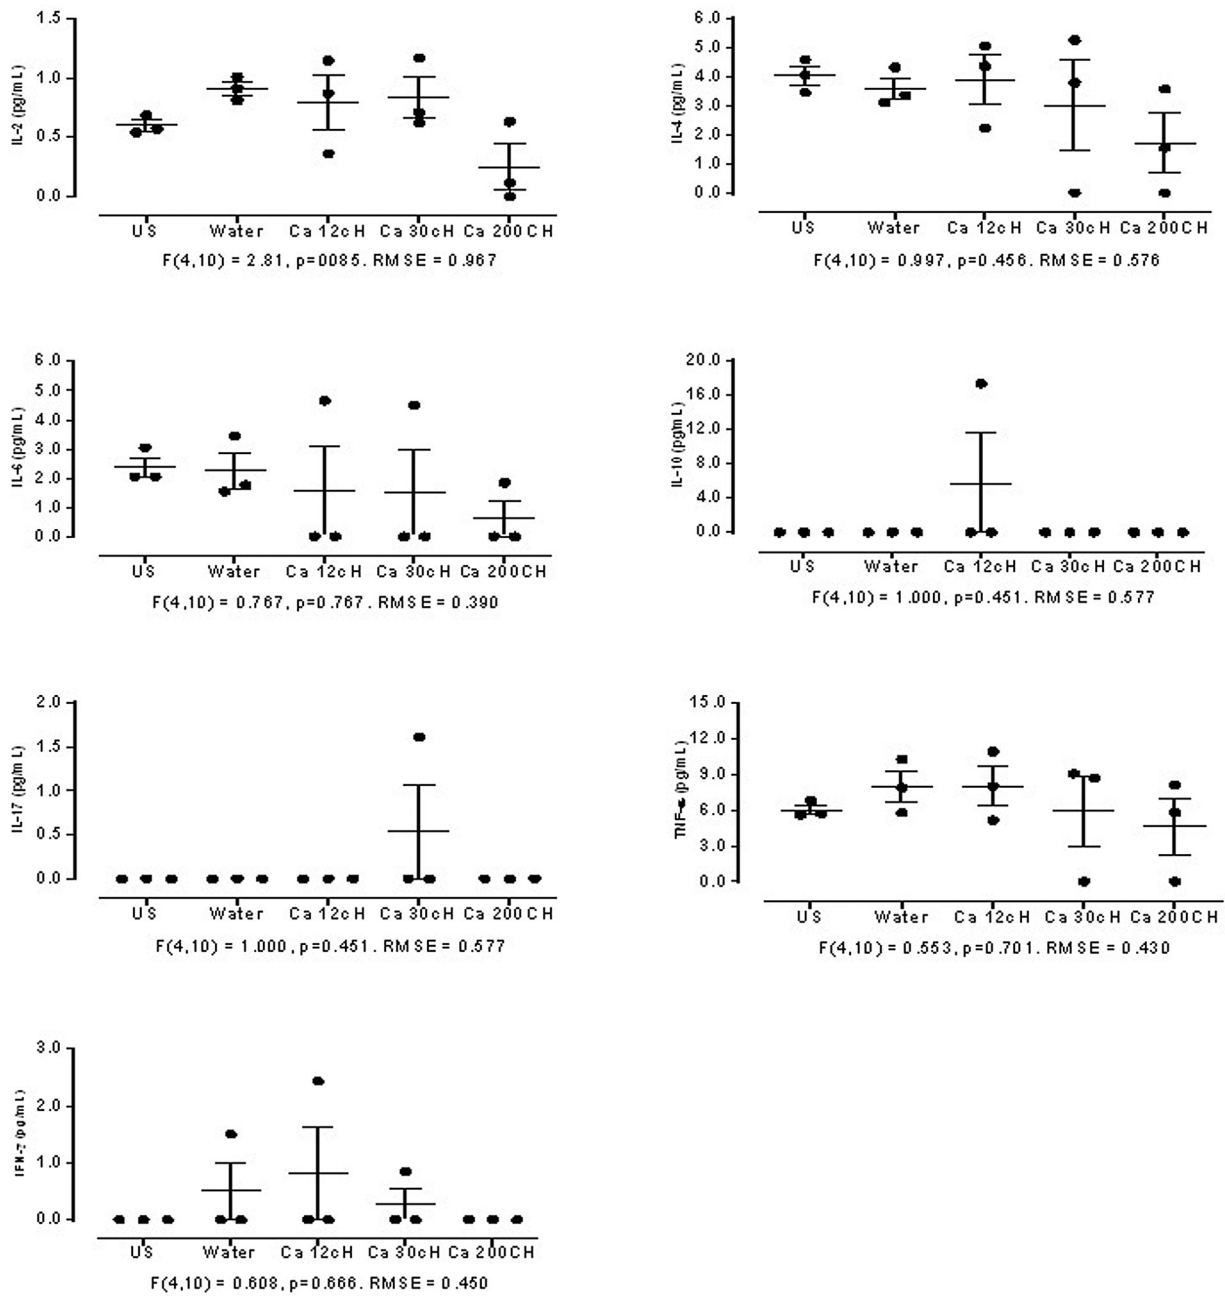 IL-2 (pg/mL)
1.5
1.0
0.5
0.0
US Water Ca 12cH Ca 30cH Ca 200CH
F(4,10) = 2.81, p=0085. RMSE = 0.967
IL-4 (pg/mL)
6.0
5.0
4.0
3.0
2.0
1.0
0.0
US Water Ca 12cH Ca 30cH Ca 200CH
F(4,10) = 0.997, p=0.456. RMSE = 0.576
IL-6 (pg/mL)
6.0
5.0
4.0
3.0
2.0
1.0
0.0
US Water Ca 12cH Ca 30cH Ca 200CH
F(4,10) = 0.767, p=0.767. RMSE = 0.390
IL-10 (pg/mL)
20.0
16.0
12.0
8.0
4.0
0.0
US Water Ca 12cH Ca 30cH Ca 200CH
F(4,10) = 1.000, p=0.451. RMSE = 0.577
IL-17 (pg/mL)
2.0
1.5
1.0
0.5
0.0
US Water Ca 12cH Ca 30cH Ca 200CH
F(4,10) = 1.000, p=0.451. RMSE = 0.577
TNF-α (pg/mL)
15.0
12.0
9.0
6.0
3.0
0.0
US Water Ca 12cH Ca 30cH Ca 200CH
F(4,10) = 0.553, p=0.701. RMSE = 0.430
IFN-γ (pg/mL)
3.0
2.0
1.0
0.0
US Water Ca 12cH Ca 30cH Ca 200CH
F(4,10) = 0.608, p=0.666. RMSE = 0.450